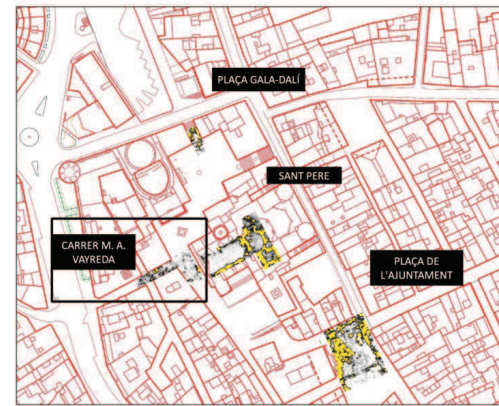 PLAÇA GALA-DALÍ
SANT PERE
CARRER M. A.
VAYREDA
PLAÇA DE
L'AJUNTAMENT